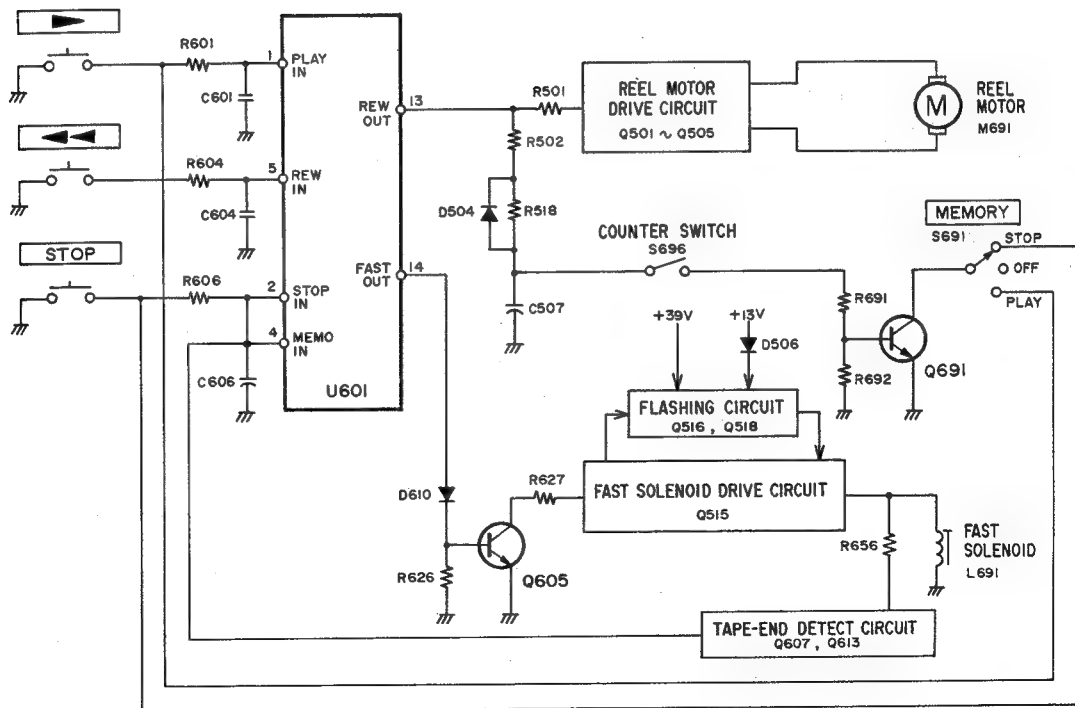 R601
1
PLAY
IN
C601
REW
OUT
13
R501
R502
REEL MOTOR
DRIVE CIRCUIT
Q501 ~ Q505
M
REEL
MOTOR
M691
R604
5
REW
IN
C604
D504
R518
COUNTER SWITCH
S696
MEMORY
S691
STOP
OFF
PLAY
STOP
R606
2
STOP
IN
4
MEMO
IN
C606
FAST
OUT
14
U601
C507
+39V
+13V
D506
R691
R692
Q691
FLASHING CIRCUIT
Q516 , Q518
D610
R626
Q605
R627
FAST SOLENOID DRIVE CIRCUIT
Q515
R656
FAST
SOLENOID
L691
TAPE-END DETECT CIRCUIT
Q607 , Q613